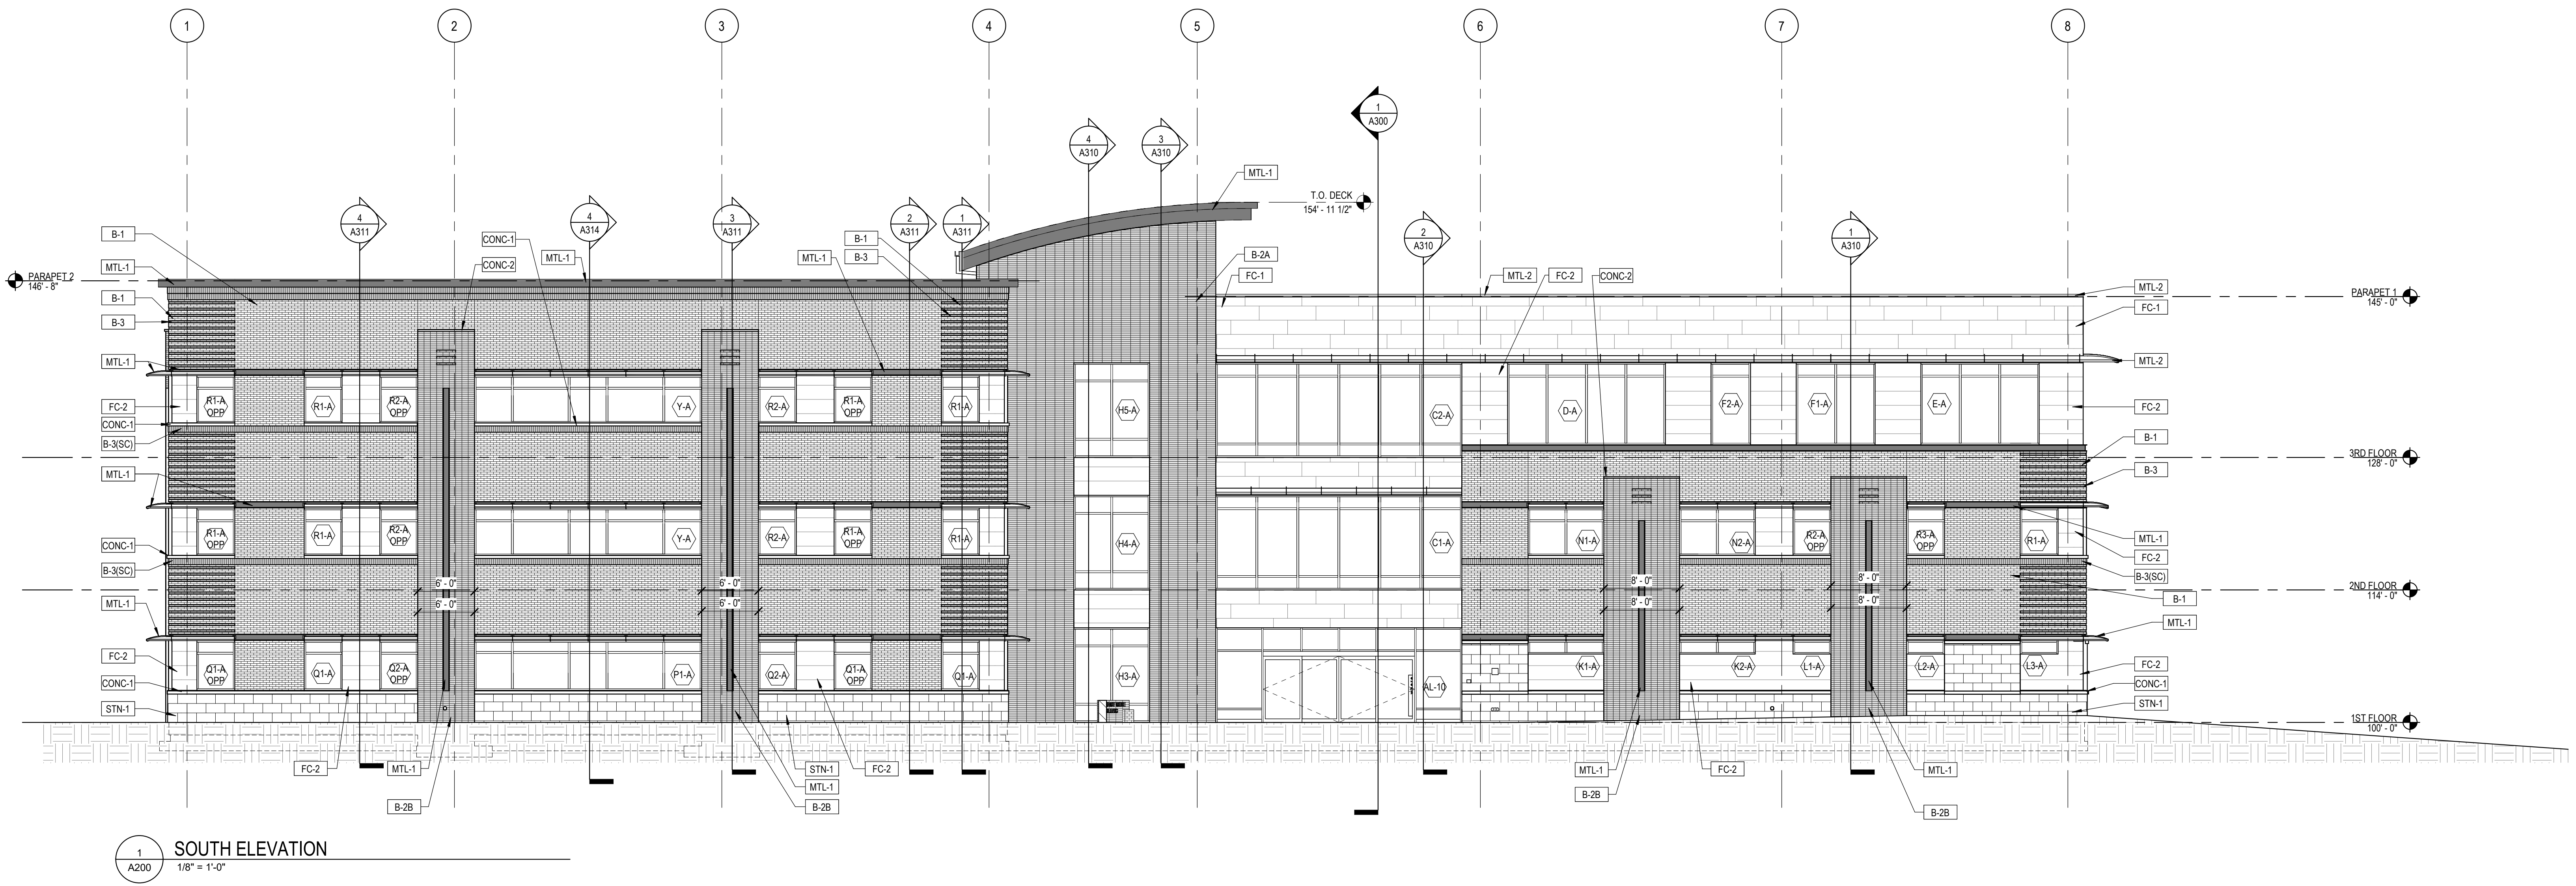 1
2
3
4
5
6
7
8
1
A300
4
A310
3
A310
MTL-1
T.O. DECK
154' - 11 1/2"
4
A311
4
A314
3
A311
2
A311
1
A311
2
A310
1
A310
B-1
CONC-1
CONC-2
MTL-1
MTL-1
B-1
B-3
B-2A
FC-1
MTL-2
FC-2
CONC-2
MTL-1
PARAPET 2
146' - 8"
MTL-2
PARAPET 1
145' - 0"
B-1
B-3
FC-1
MTL-1
MTL-2
FC-2
R1-A
OPP
R1-A
R2-A
OPP
Y-A
R2-A
R1-A
OPP
R1-A
H5-A
C2-A
D-A
F2-A
F1-A
E-A
FC-2
CONC-1
B-3(SC)
B-1
3RD FLOOR
128' - 0"
B-3
MTL-1
R1-A
OPP
R1-A
R2-A
OPP
Y-A
R2-A
R1-A
OPP
R1-A
H4-A
C1-A
N1-A
N2-A
R2-A
OPP
R3-A
OPP
R1-A
MTL-1
CONC-1
FC-2
B-3(SC)
B-3(SC)
6' - 0"
6' - 0"
8' - 0"
8' - 0"
2ND FLOOR
114' - 0"
MTL-1
6' - 0"
6' - 0"
8' - 0"
8' - 0"
B-1
MTL-1
FC-2
Q1-A
OPP
Q1-A
Q2-A
OPP
P1-A
Q2-A
Q1-A
OPP
Q1-A
H3-A
AL-10
K1-A
K2-A
L1-A
L2-A
L3-A
FC-2
CONC-1
CONC-1
STN-1
STN-1
1ST FLOOR
100' - 0"
FC-2
MTL-1
STN-1
FC-2
MTL-1
FC-2
MTL-1
MTL-1
B-2B
B-2B
B-2B
B-2B
1
A200
SOUTH ELEVATION
1/8" = 1'-0"